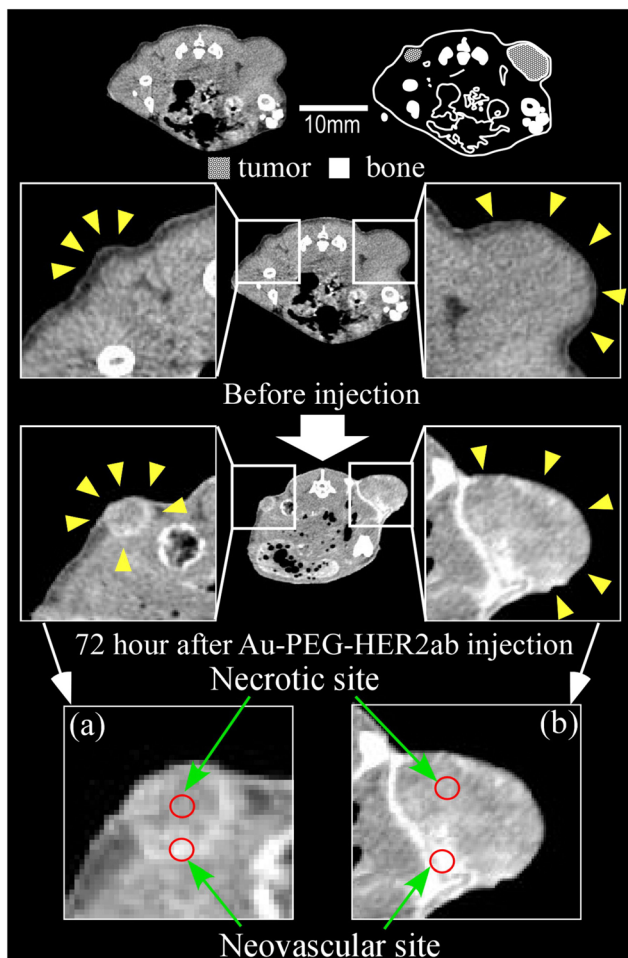 10mm
tumor bone
Before injection
72 hour after Au-PEG-HER2ab injection
Necrotic site
(a) (b)
Neovascular site